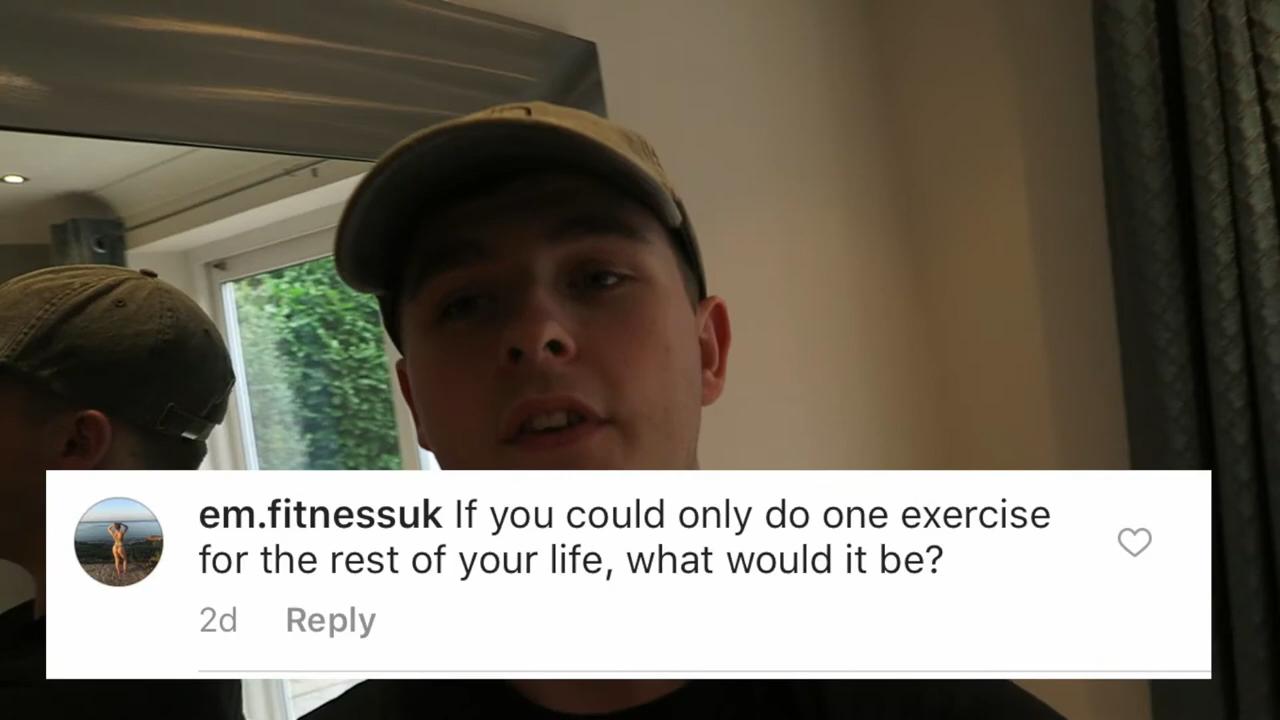 em.fitnessuk If you could only do one exercise
for the rest of your life, what would it be?
2d Reply